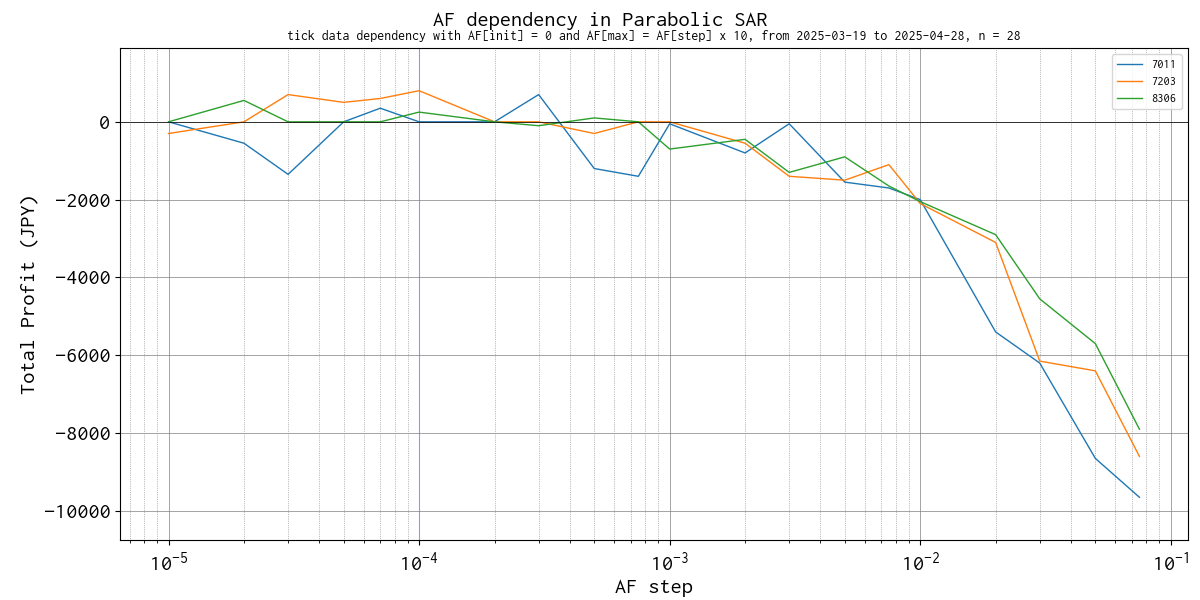 AF dependency in Parabolic SAR
tick data dependency with AF[init] = 0 and AF[max] = AF[step] x 10, from 2025-03-19 to 2025-04-28, n = 28
7011
7203
8306
0
−2000
−4000
−6000
−8000
−10000
Total Profit (JPY)
10⁻⁵ 10⁻⁴ 10⁻³ 10⁻² 10⁻¹
AF step